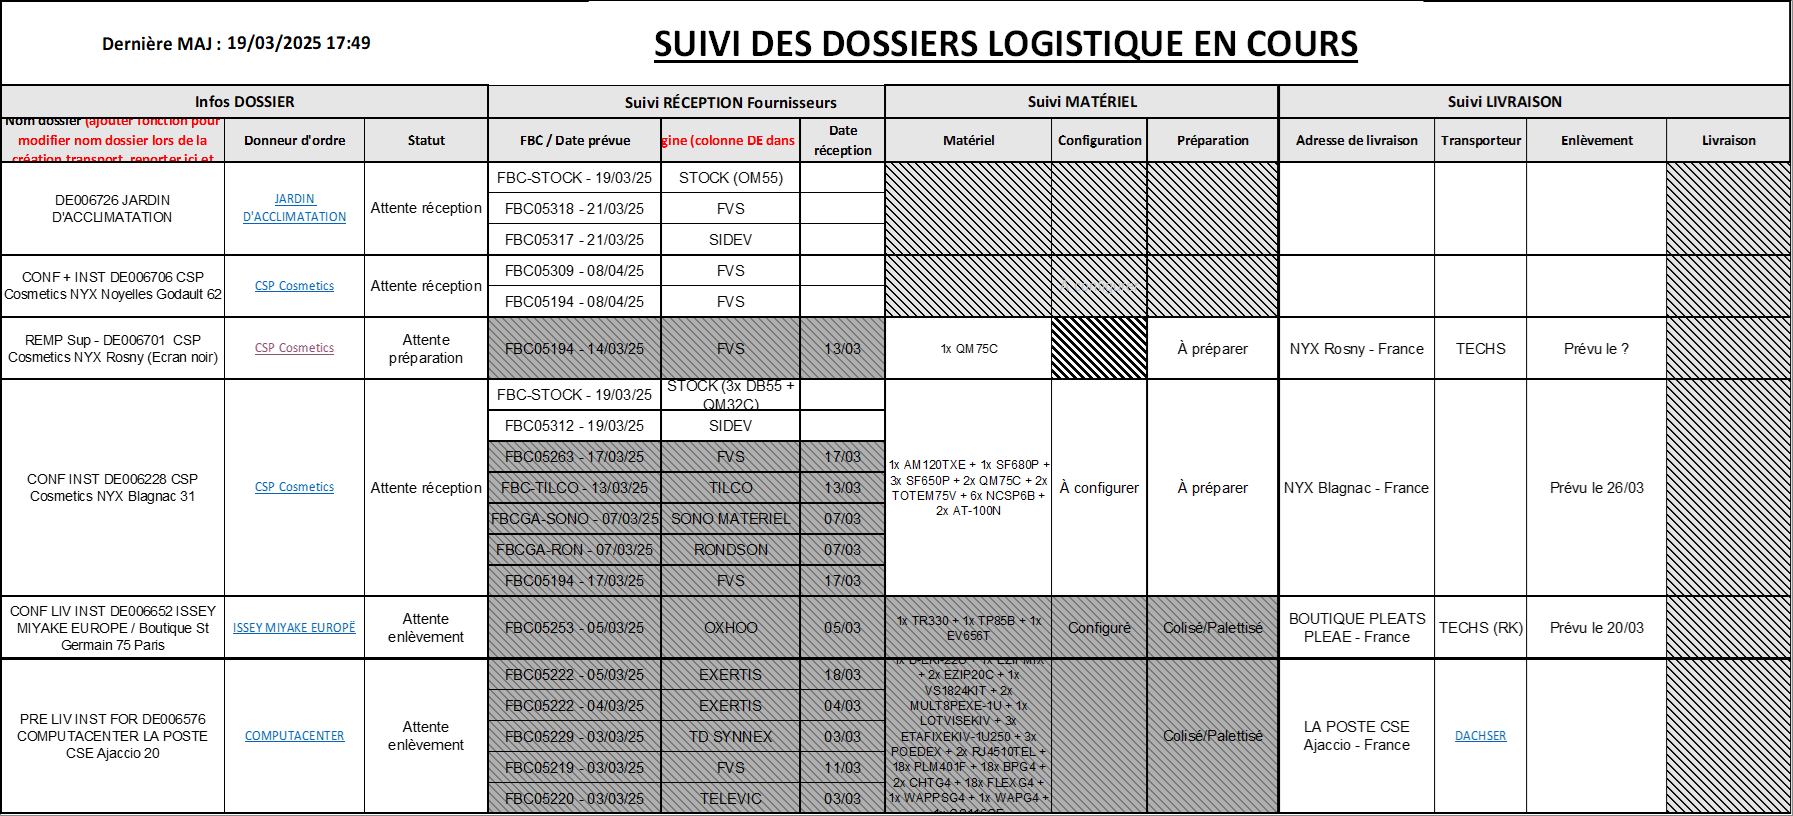 Dernière MAJ : 19/03/2025 17:49
SUIVI DES DOSSIERS LOGISTIQUE EN COURS
Infos DOSSIER
Suivi RÉCEPTION Fournisseurs
Suivi MATÉRIEL
Suivi LIVRAISON
Nom dossier (ajouter fonction pour
modifier nom dossier lors de la
création transport, reporter ici et
Donneur d'ordre
Statut
FBC / Date prévue
gine (colonne DE dans
Date
réception
Matériel
Configuration
Préparation
Adresse de livraison
Transporteur
Enlèvement
Livraison
DE006726 JARDIN
D'ACCLIMATATION
JARDIN
D'ACCLIMATATION
Attente réception
FBC-STOCK - 19/03/25
STOCK (OM55)
FBC05318 - 21/03/25
FVS
FBC05317 - 21/03/25
SIDEV
CONF + INST DE006706 CSP
Cosmetics NYX Noyelles Godault 62
CSP Cosmetics
Attente réception
FBC05309 - 08/04/25
FVS
FBC05194 - 08/04/25
FVS
REMP Sup - DE006701 CSP
Cosmetics NYX Rosny (Ecran noir)
CSP Cosmetics
Attente
préparation
FBC05194 - 14/03/25
FVS
13/03
1x QM75C
À préparer
NYX Rosny - France
TECHS
Prévu le ?
CONF INST DE006228 CSP
Cosmetics NYX Blagnac 31
CSP Cosmetics
Attente réception
FBC-STOCK - 19/03/25
STOCK (3x DB55 +
QM32C)
FBC05312 - 19/03/25
SIDEV
FBC05263 - 17/03/25
FVS
17/03
FBC-TILCO - 13/03/25
TILCO
13/03
FBCGA-SONO - 07/03/25
SONO MATERIEL
07/03
FBCGA-RON - 07/03/25
RONDSON
07/03
FBC05194 - 17/03/25
FVS
17/03
1x AM120TXE + 1x SF680P +
3x SF650P + 2x QM75C + 2x
TOTEM75V + 6x NCSP6B +
2x AT-100N
À configurer
À préparer
NYX Blagnac - France
Prévu le 26/03
CONF LIV INST DE006652 ISSEY
MIYAKE EUROPE / Boutique St
Germain 75 Paris
ISSEY MIYAKE EUROPË
Attente
enlèvement
FBC05253 - 05/03/25
OXHOO
05/03
1x TR330 + 1x TP85B + 1x
EV656T
Configuré
Colisé/Palettisé
BOUTIQUE PLEATS
PLEAE - France
TECHS (RK)
Prévu le 20/03
PRE LIV INST FOR DE006576
COMPUTACENTER LA POSTE
CSE Ajaccio 20
COMPUTACENTER
Attente
enlèvement
FBC05222 - 05/03/25
EXERTIS
18/03
FBC05222 - 04/03/25
EXERTIS
04/03
FBC05229 - 03/03/25
TD SYNNEX
03/03
FBC05219 - 03/03/25
FVS
11/03
FBC05220 - 03/03/25
TELEVIC
03/03
+ 2x EZIP20C + 1x
VS1824KIT + 2x
MULT8PEXE-1U + 1x
LOTVISEKIV + 3x
ETAFIXEKIV-1U250 + 3x
POEDEX + 2x RJ4510TEL +
18x PLM401F + 18x BPG4 +
2x CHTG4 + 18x FLEXG4 +
1x WAPPSG4 + 1x WAPG4 +
Colisé/Palettisé
LA POSTE CSE
Ajaccio - France
DACHSER